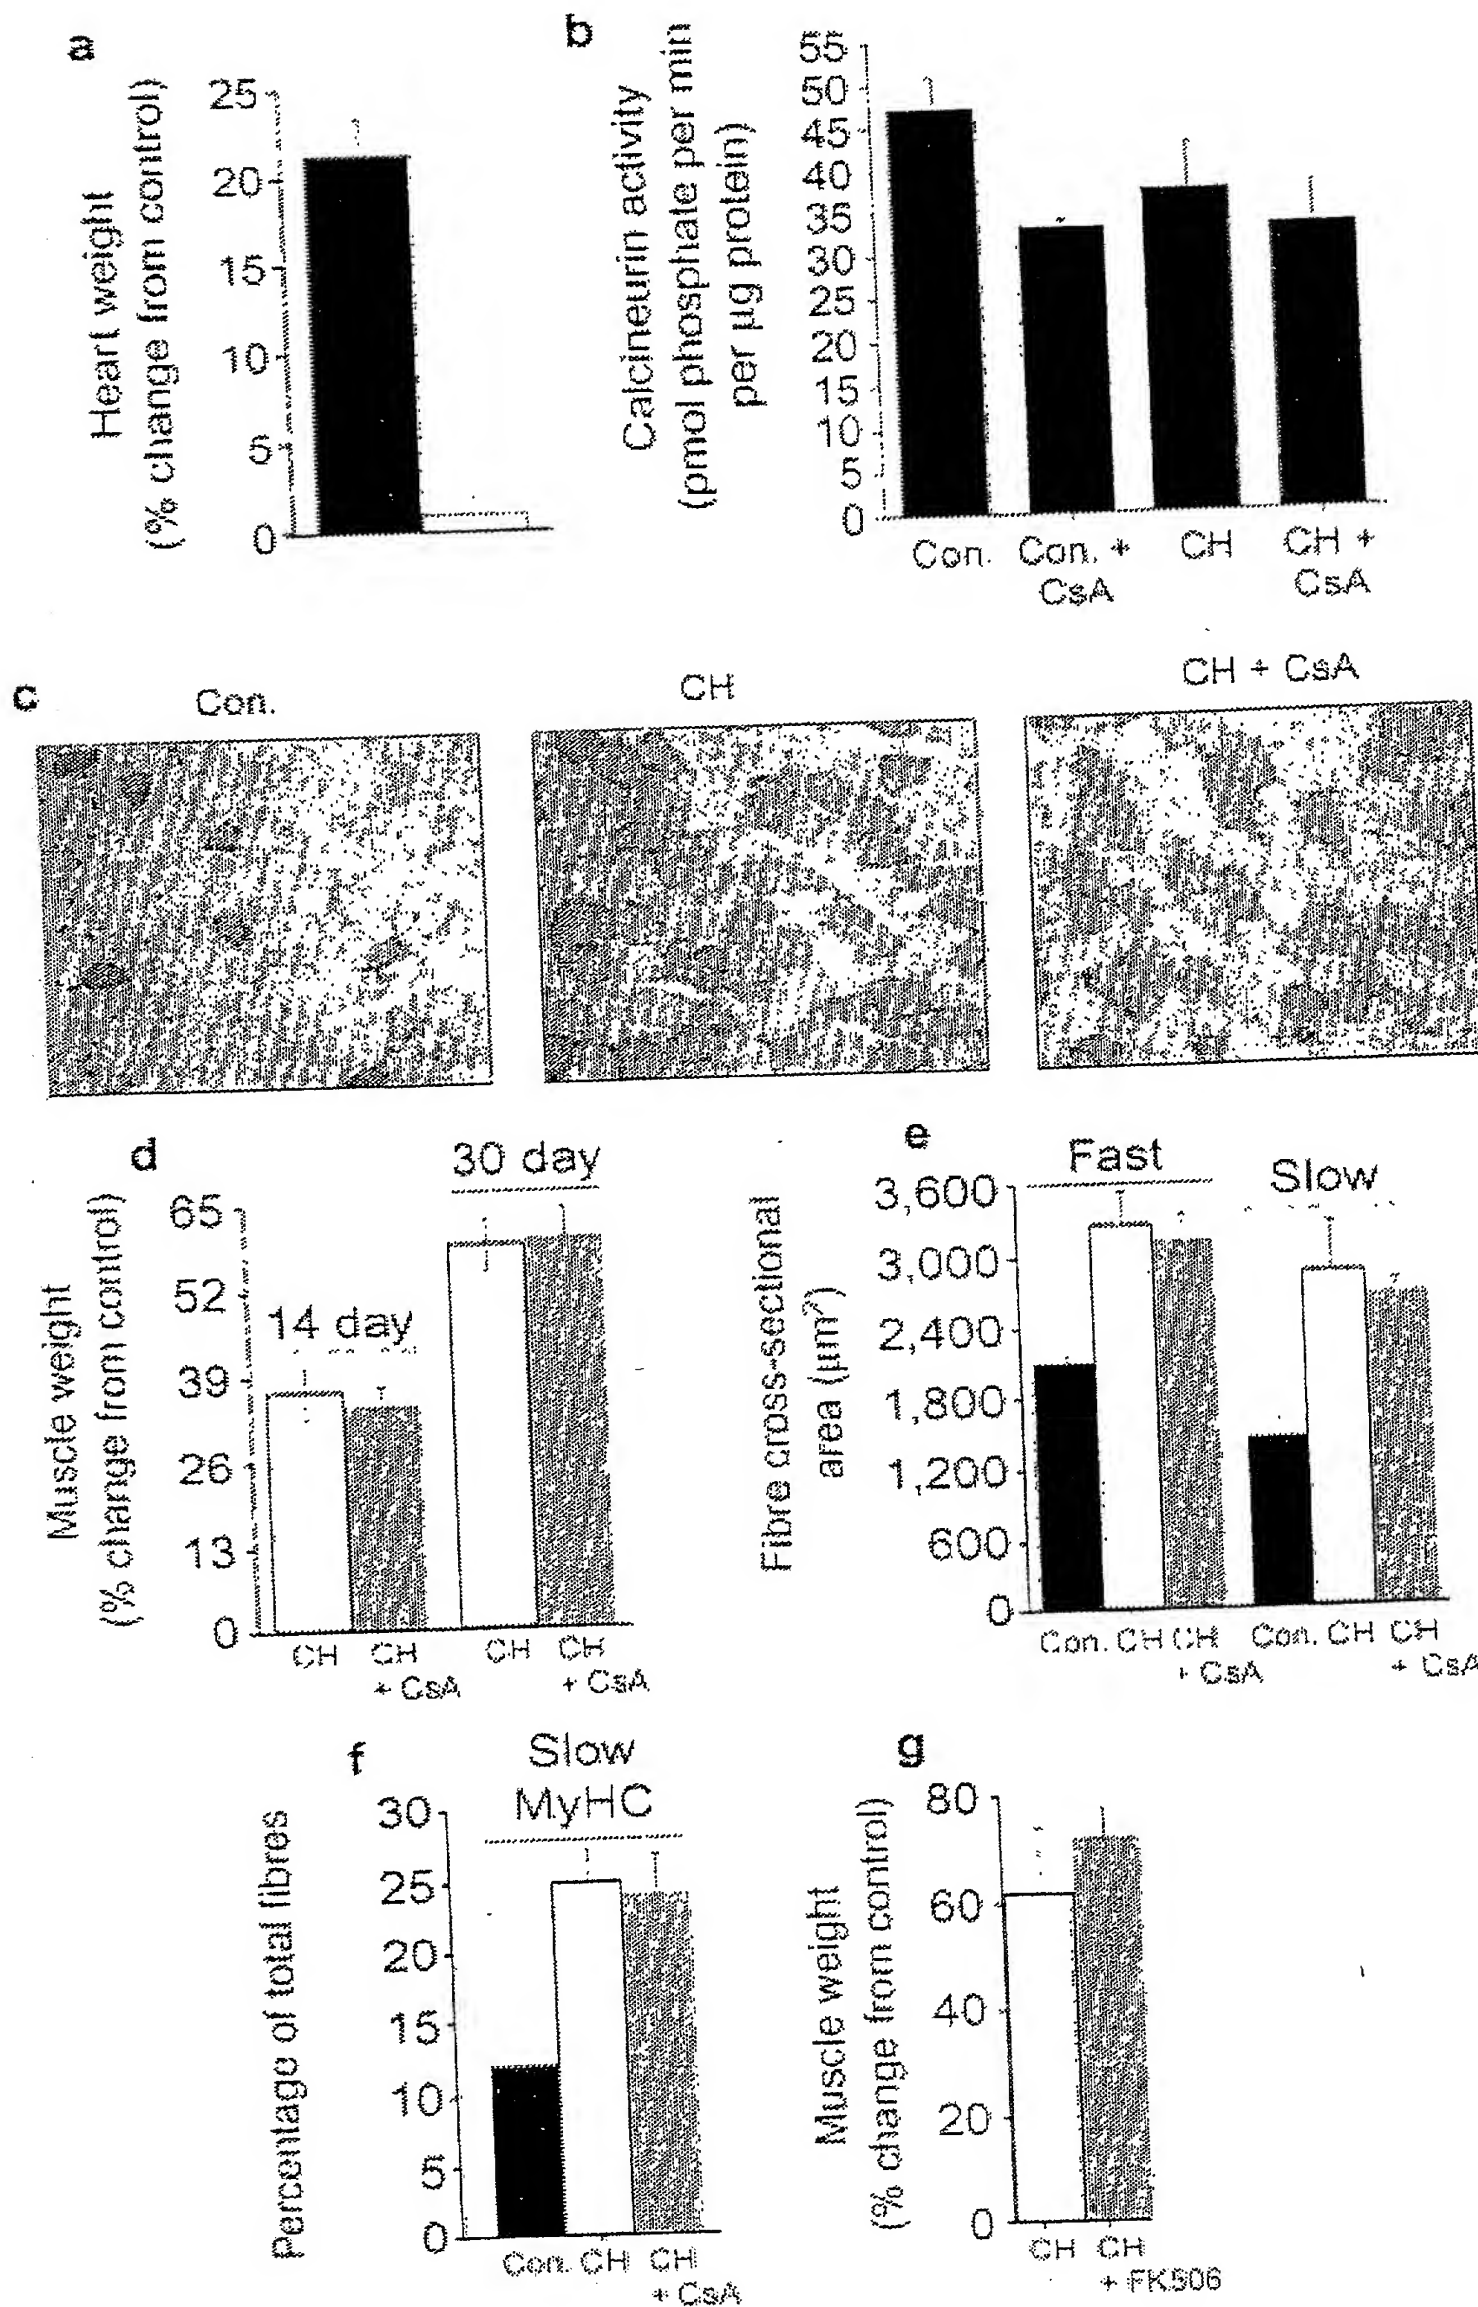 a
Heart weight
(% change from control)
25
20
15
10
5
0
b
Calcineurin activity
(pmol phosphate per min
per µg protein)
55
50
45
40
35
30
25
20
15
10
5
0
Con. Con. + CH CH +
CsA CsA
c
Con. CH CH + CsA
d
Muscle weight
(% change from control)
65
52
39
26
13
0
14 day
30 day
CH CH CH CH
+ CsA + CsA
e
Fibre cross-sectional
area (µm²)
3,600
3,000
2,400
1,800
1,200
600
0
Fast Slow
Con. CH CH Con. CH CH
+ CsA + CsA
f
Percentage of total fibres
30
25
20
15
10
5
0
Slow
MyHC
Con. CH CH
+ CsA
g
Muscle weight
(% change from control)
80
60
40
20
0
CH CH
+ FK506